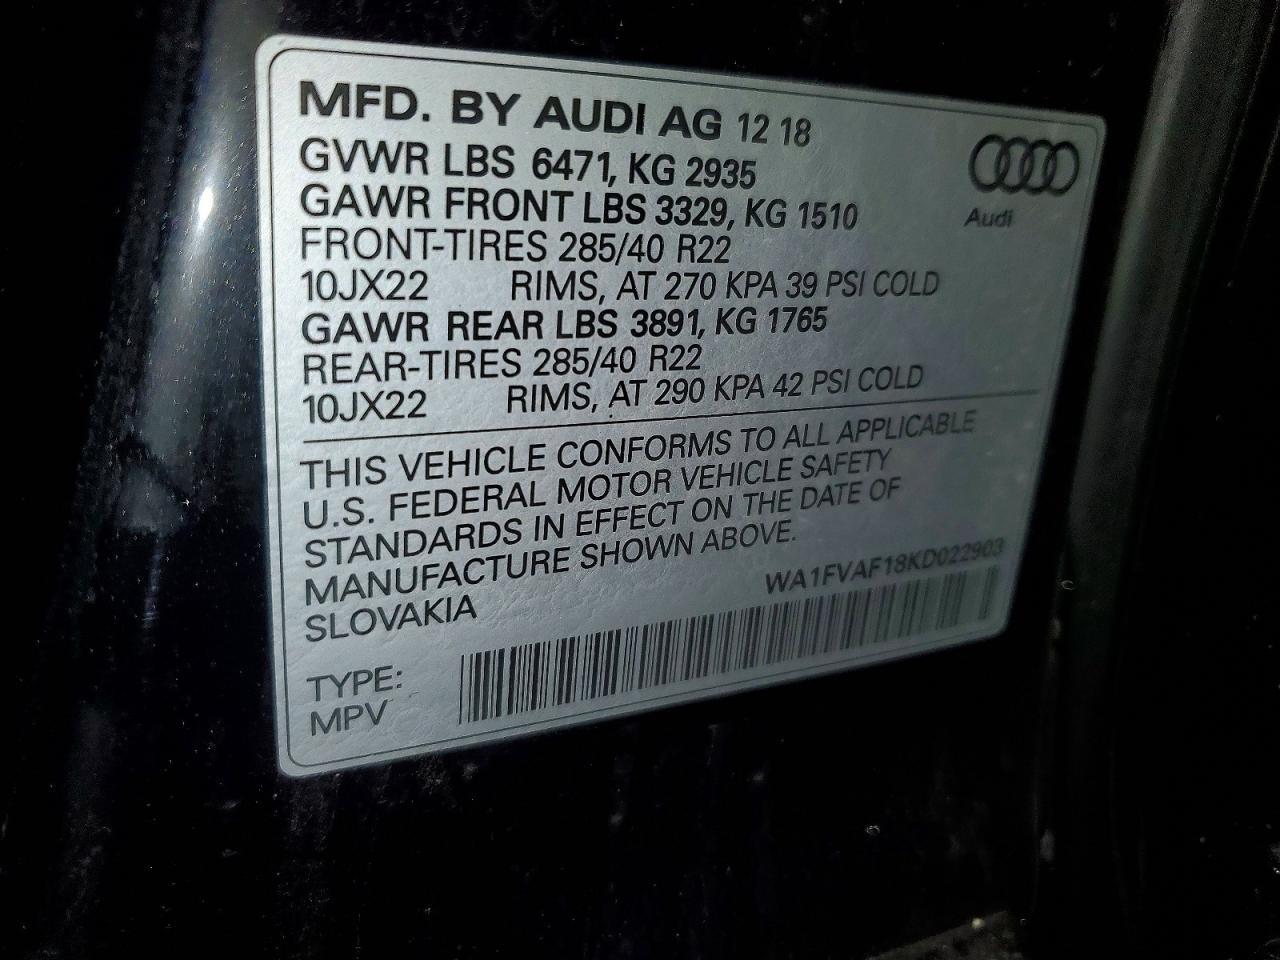 MFD. BY AUDI AG 12 18
GVWR LBS 6471, KG 2935
GAWR FRONT LBS 3329, KG 1510
FRONT-TIRES 285/40 R22
10JX22 RIMS, AT 270 KPA 39 PSI COLD
GAWR REAR LBS 3891, KG 1765
REAR-TIRES 285/40 R22
10JX22 RIMS, AT 290 KPA 42 PSI COLD
Audi
THIS VEHICLE CONFORMS TO ALL APPLICABLE
U.S. FEDERAL MOTOR VEHICLE SAFETY
STANDARDS IN EFFECT ON THE DATE OF
MANUFACTURE SHOWN ABOVE.
SLOVAKIA
WA1FVAF18KD022903
TYPE:
MPV